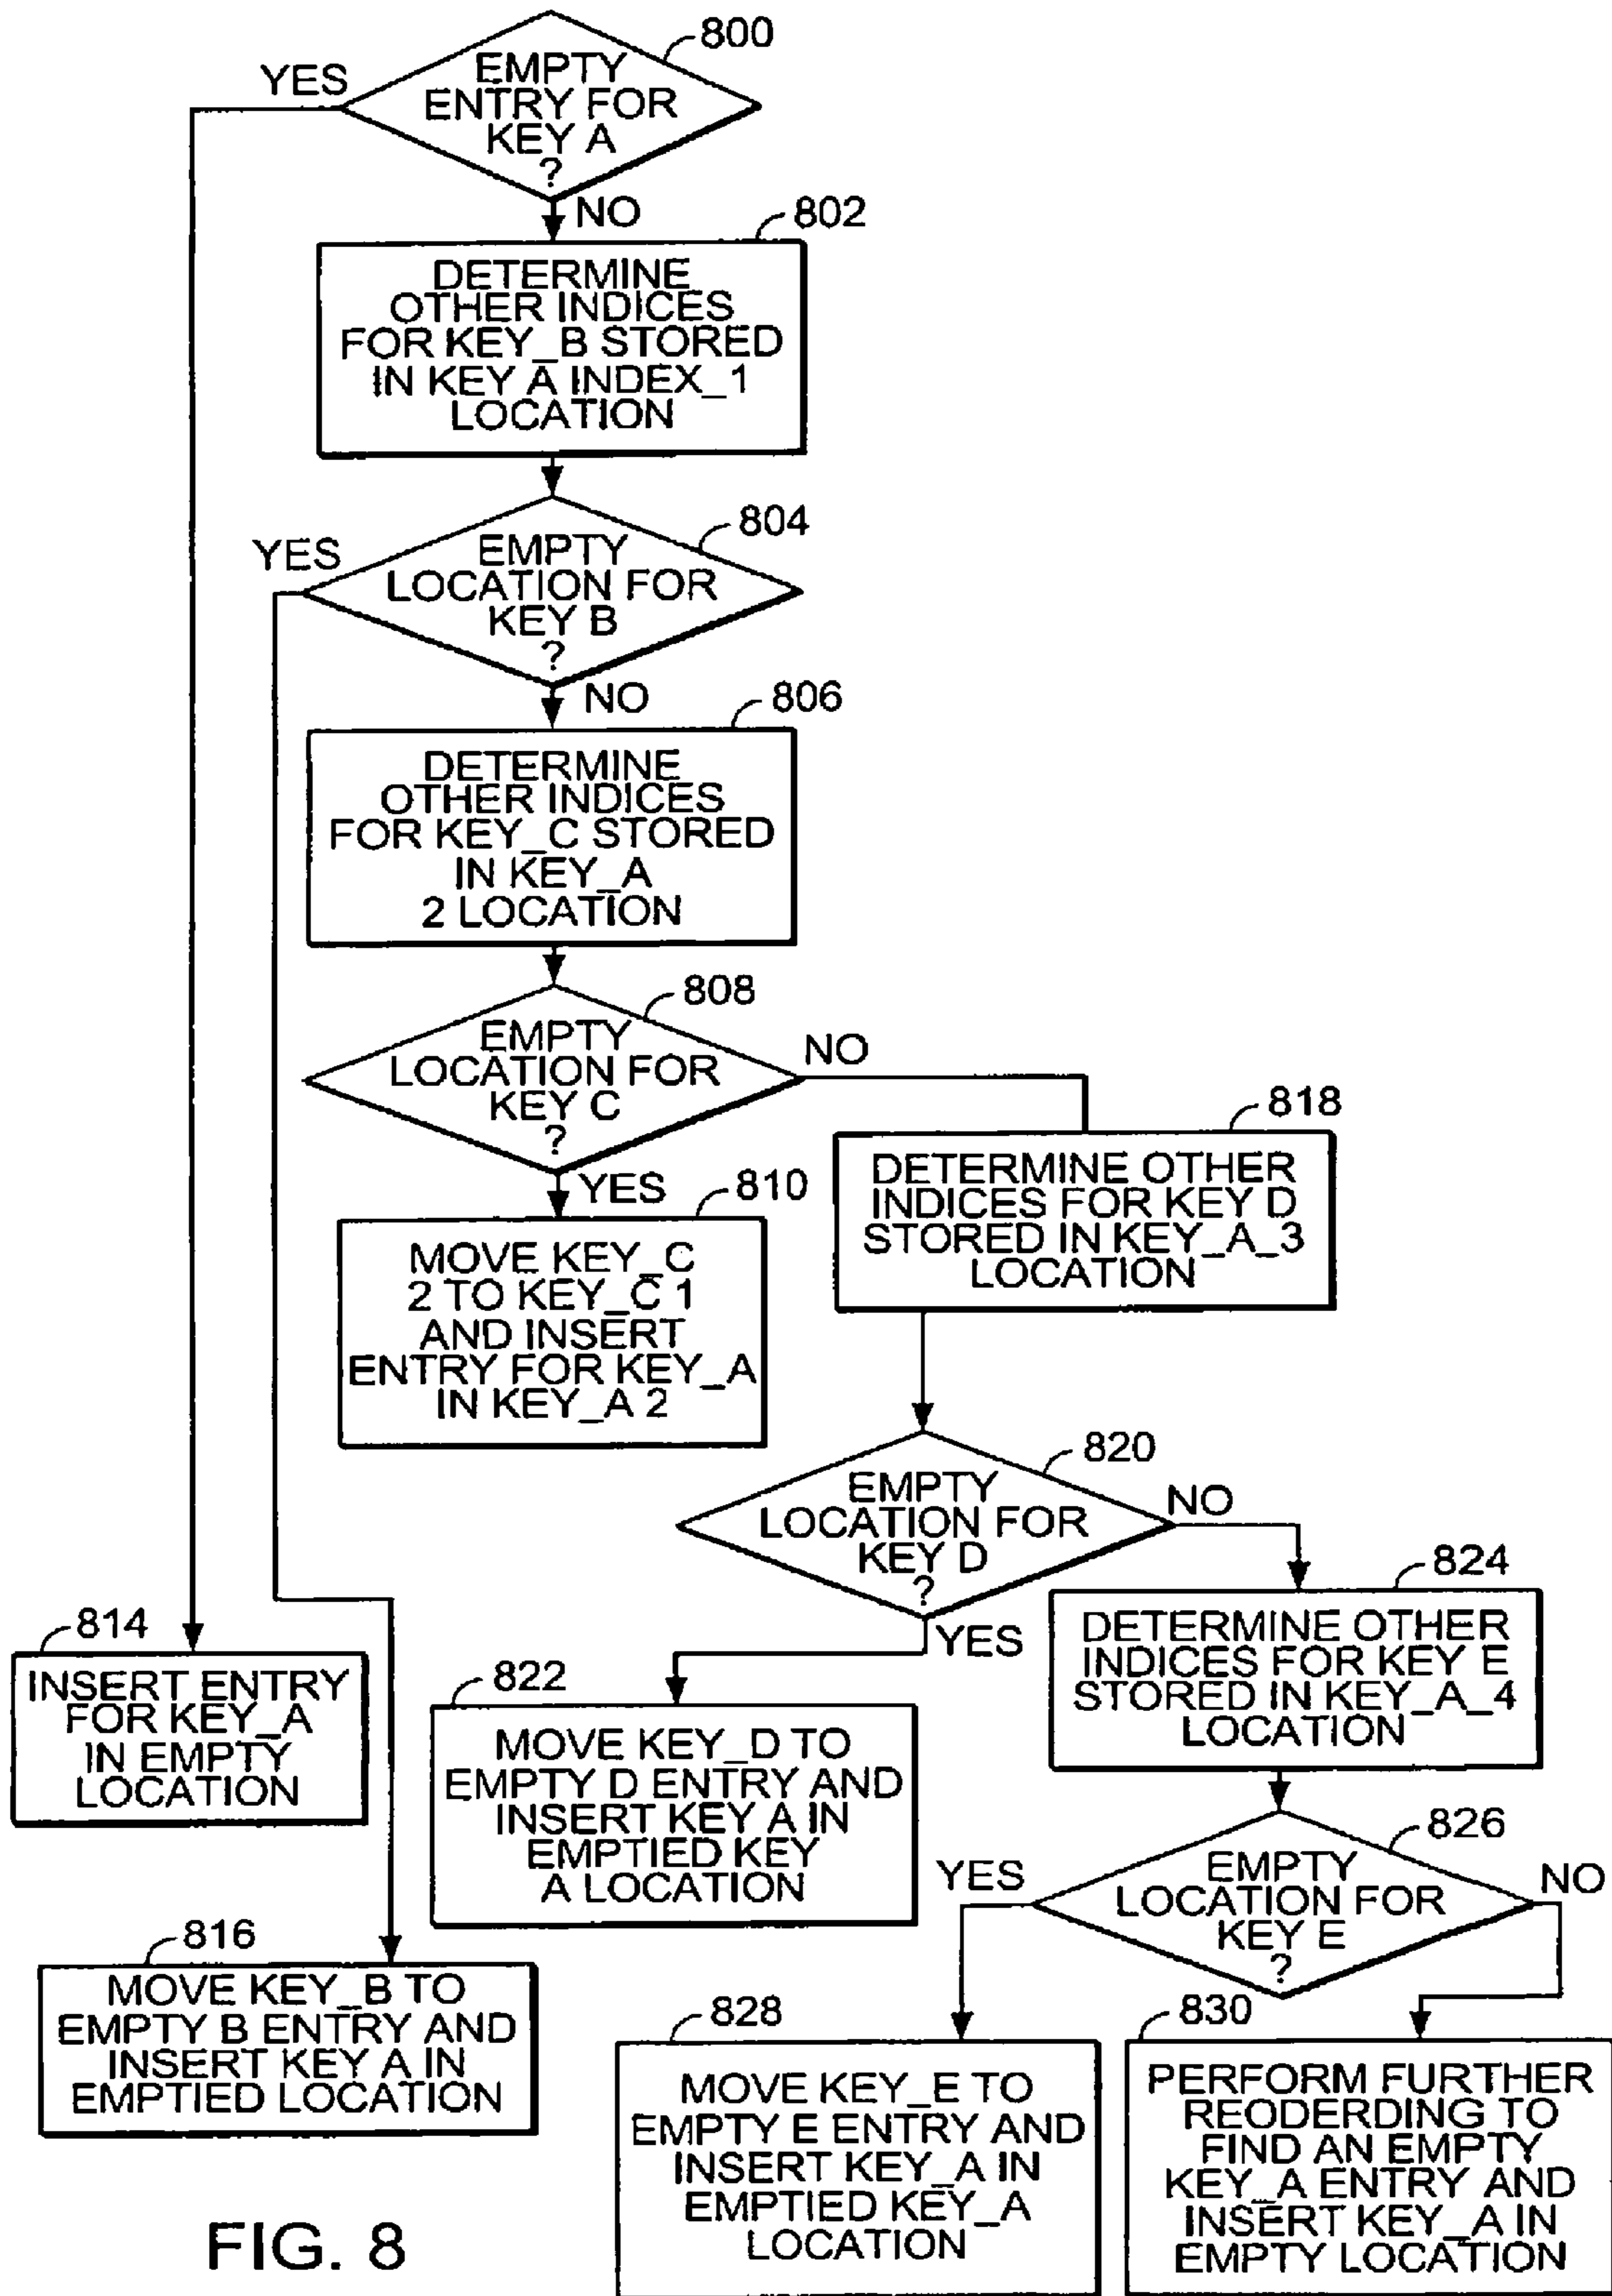 800
YES
EMPTY
ENTRY FOR
KEY A
?
NO
802
DETERMINE
OTHER INDICES
FOR KEY_B STORED
IN KEY A INDEX_1
LOCATION
804
YES
EMPTY
LOCATION FOR
KEY B
?
NO
806
DETERMINE
OTHER INDICES
FOR KEY_C STORED
IN KEY_A
2 LOCATION
808
EMPTY
LOCATION FOR
KEY C
?
NO
YES
810
MOVE KEY_C
2 TO KEY_C 1
AND INSERT
ENTRY FOR KEY_A
IN KEY_A 2
818
DETERMINE OTHER
INDICES FOR KEY D
STORED IN KEY_A_3
LOCATION
820
EMPTY
LOCATION FOR
KEY D
?
NO
YES
824
DETERMINE OTHER
INDICES FOR KEY E
STORED IN KEY_A_4
LOCATION
814
INSERT ENTRY
FOR KEY_A
IN EMPTY
LOCATION
822
MOVE KEY_D TO
EMPTY D ENTRY AND
INSERT KEY A IN
EMPTIED KEY
A LOCATION
826
YES
EMPTY
LOCATION FOR
KEY E
?
NO
816
MOVE KEY_B TO
EMPTY B ENTRY AND
INSERT KEY A IN
EMPTIED LOCATION
828
MOVE KEY_E TO
EMPTY E ENTRY AND
INSERT KEY_A IN
EMPTIED KEY_A
LOCATION
830
PERFORM FURTHER
REODERDING TO
FIND AN EMPTY
KEY_A ENTRY AND
INSERT KEY_A IN
EMPTY LOCATION
FIG. 8